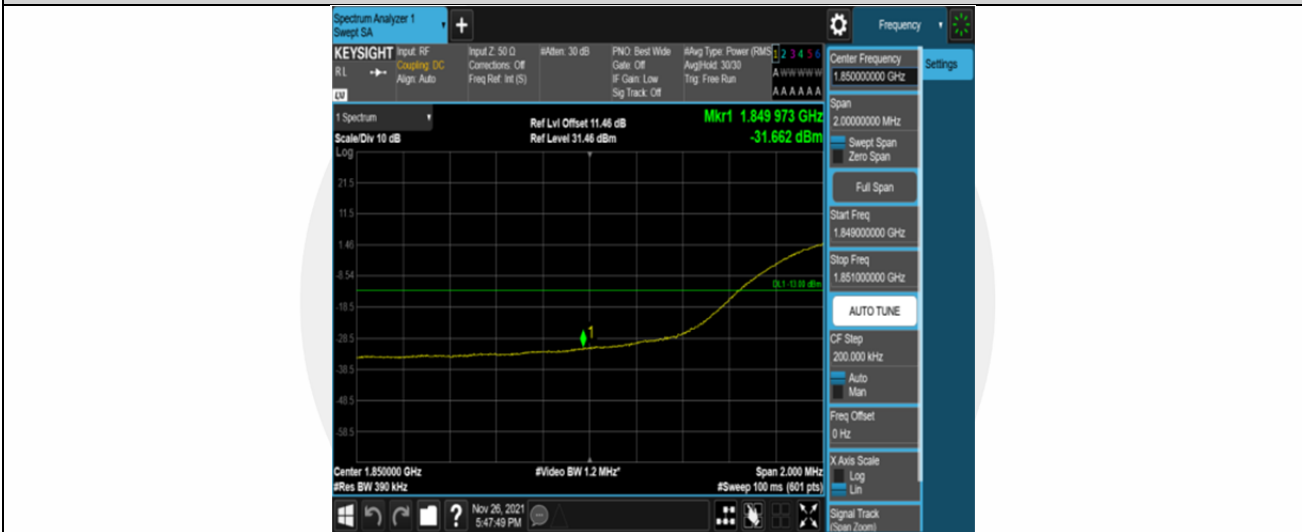 Spectrum Analyzer 1
Swept SA
Frequency
KEYSIGHT
Input: RF
Coupling: DC
Align: Auto
Input Z: 50 Ω
Corrections: Off
Freq Ref: Int (S)
#Atten: 30 dB
PNO: Best Wide
Gate: Off
IF Gain: Low
Sig Track: Off
#Avg Type: Power (RMS
Avg|Hold: 30/30
Trig: Free Run
1 2 3 4 5 6
A W W W W W
A A A A A A
RL
1 Spectrum
Scale/Div 10 dB
Log
Ref Lvl Offset 11.46 dB
Ref Level 31.46 dBm
Mkr1 1.849 973 GHz
-31.662 dBm
21.5
11.5
1.46
-8.54
-18.5
-28.5
-38.5
-48.5
-58.5
DL1 -13.00 dBm
1
Center 1.850000 GHz
#Res BW 390 kHz
#Video BW 1.2 MHz*
Span 2.000 MHz
#Sweep 100 ms (601 pts)
Nov 26, 2021
5:47:49 PM
Center Frequency
1.850000000 GHz
Settings
Span
2.00000000 MHz
Swept Span
Zero Span
Full Span
Start Freq
1.849000000 GHz
Stop Freq
1.851000000 GHz
AUTO TUNE
CF Step
200.000 kHz
Auto
Man
Freq Offset
0 Hz
X Axis Scale
Log
Lin
Signal Track
(Span Zoom)